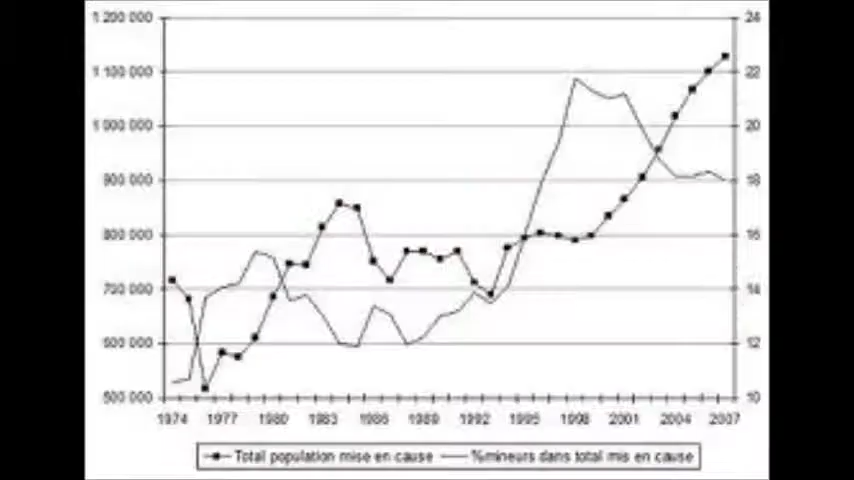 1 200 000 24
1 100 000 22
1 000 000 20
900 000 18
800 000 16
700 000 14
600 000 12
500 000 10
1974 1977 1980 1983 1986 1989 1992 1995 1998 2001 2004 2007
Total population mise en cause %mineurs dans total mis en cause